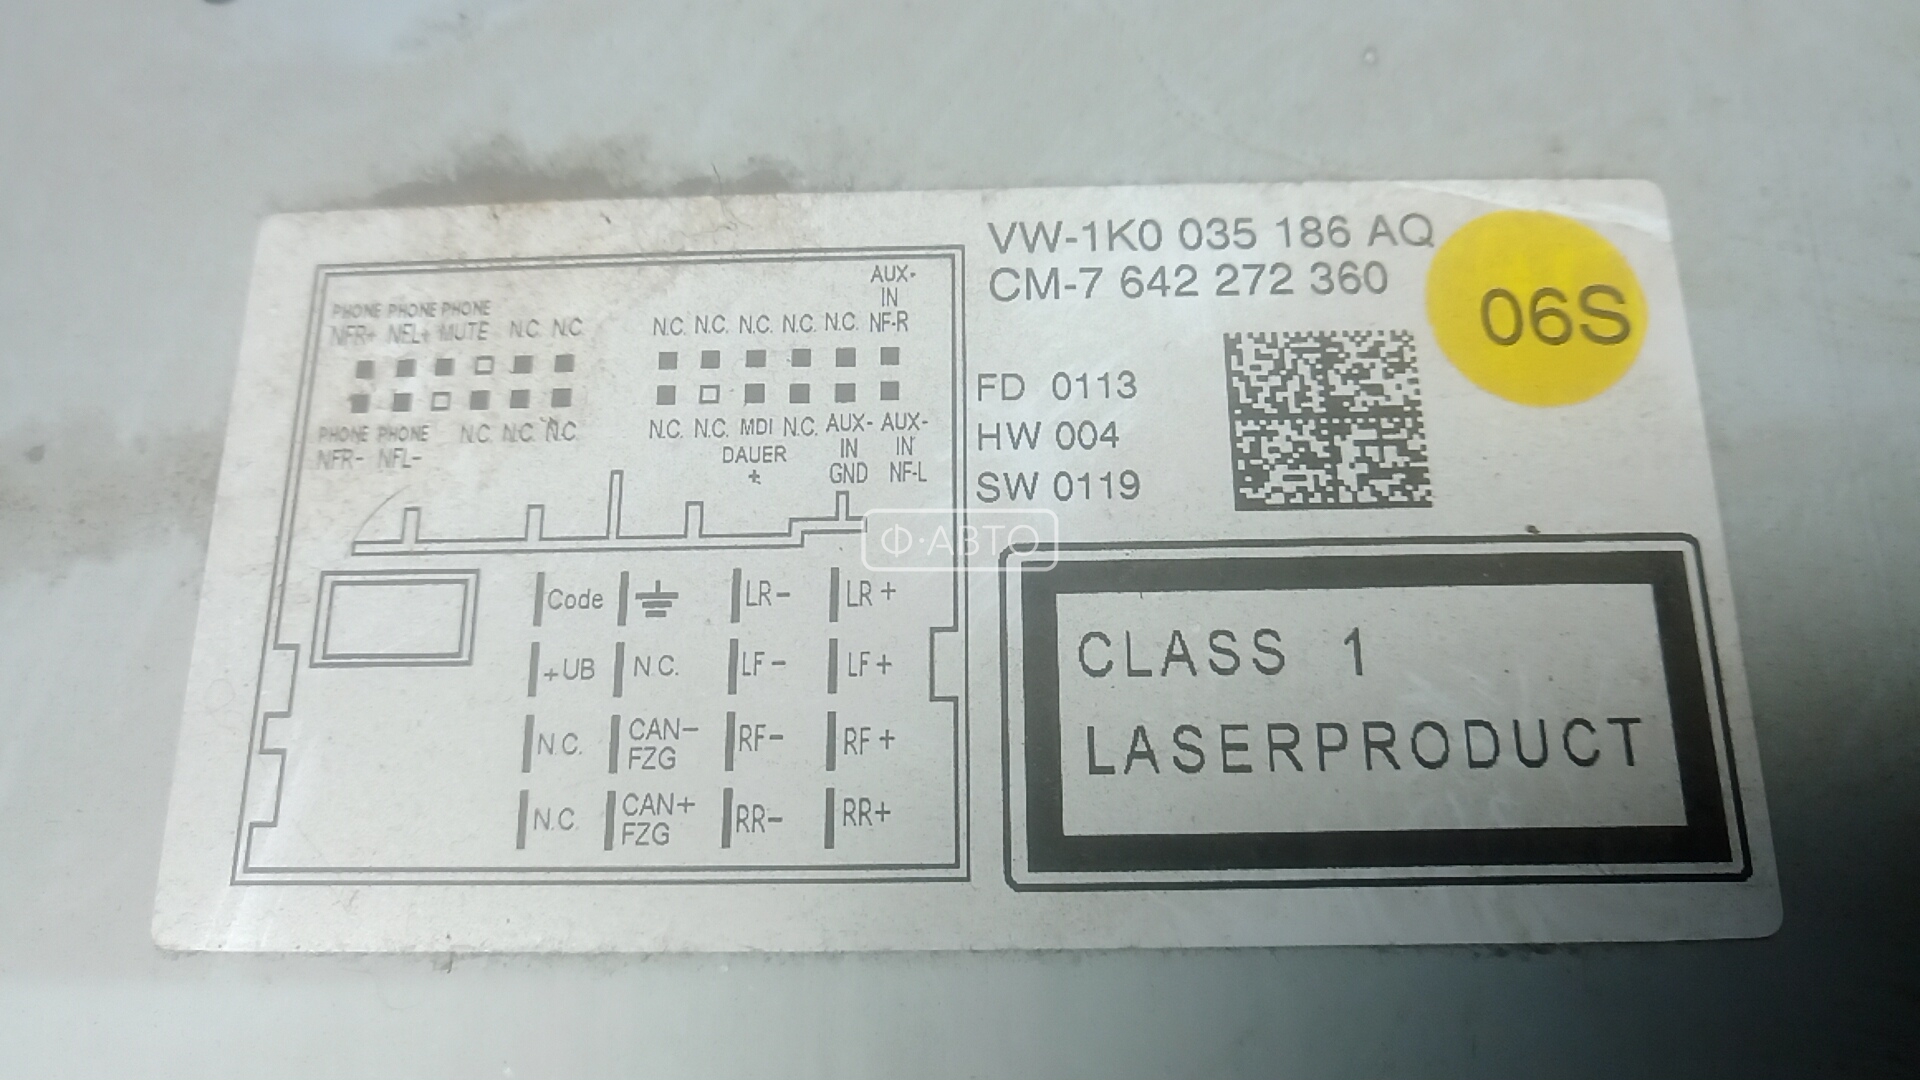 VW-1K0 035 186 AQ
CM-7 642 272 360
06S
FD 0113
HW 004
SW 0119
AUX-
IN
PHONE PHONE PHONE
NFR+ NFL+ MUTE N.C. N.C.
N.C. N.C. N.C. N.C. N.C. NF-R
PHONE PHONE N.C. N.C. N.C.
NFR- NFL-
N.C. N.C. MDI N.C. AUX- AUX-
DAUER IN IN
+ GND NF-L
Ф·АВТО
Code LR- LR+
+UB N.C. LF- LF+
N.C. CAN- FZG RF- RF+
N.C. CAN+ FZG RR- RR+
CLASS 1
LASERPRODUCT